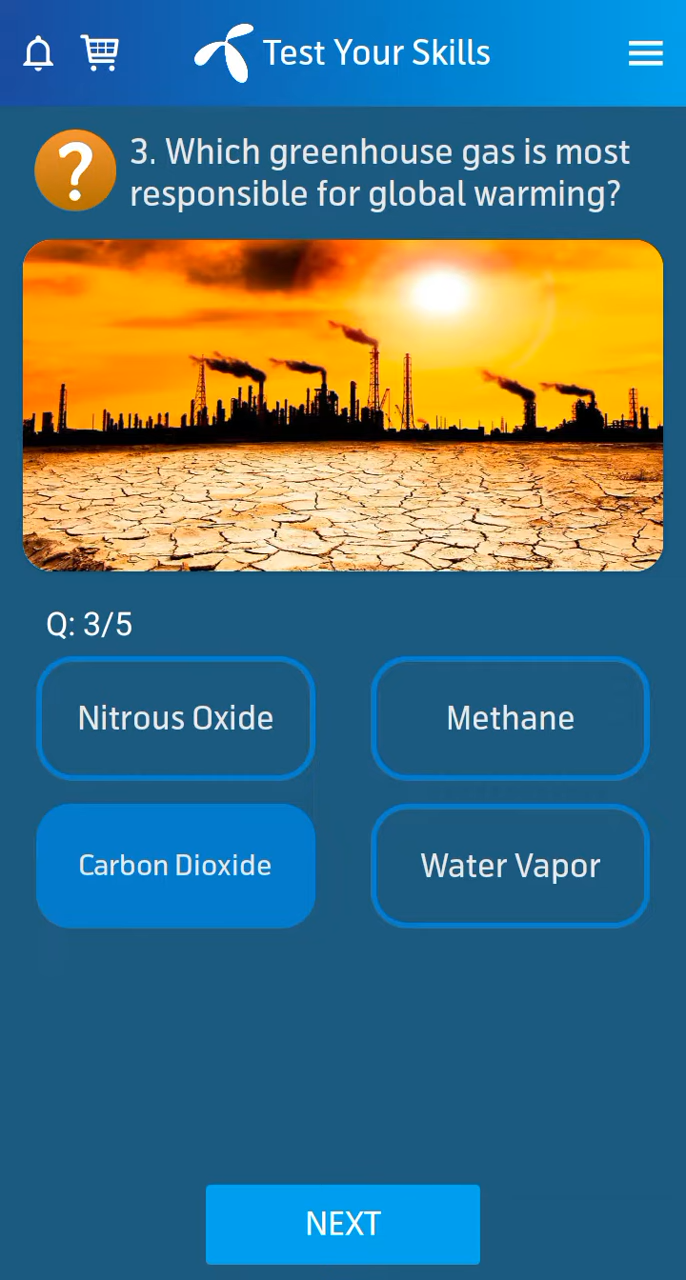 Test Your Skills
3. Which greenhouse gas is most
responsible for global warming?
Q: 3/5
Nitrous Oxide
Methane
Carbon Dioxide
Water Vapor
NEXT